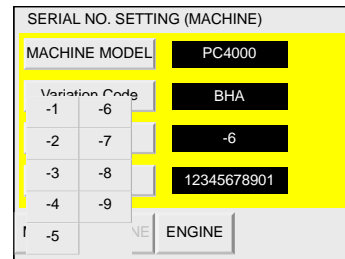 SERIAL NO. SETTING (MACHINE)
MACHINE MODEL PC4000
Variation Code BHA
-1 -6
-2 -7 -6
-3 -8 12345678901
-4 -9
-5 NE ENGINE